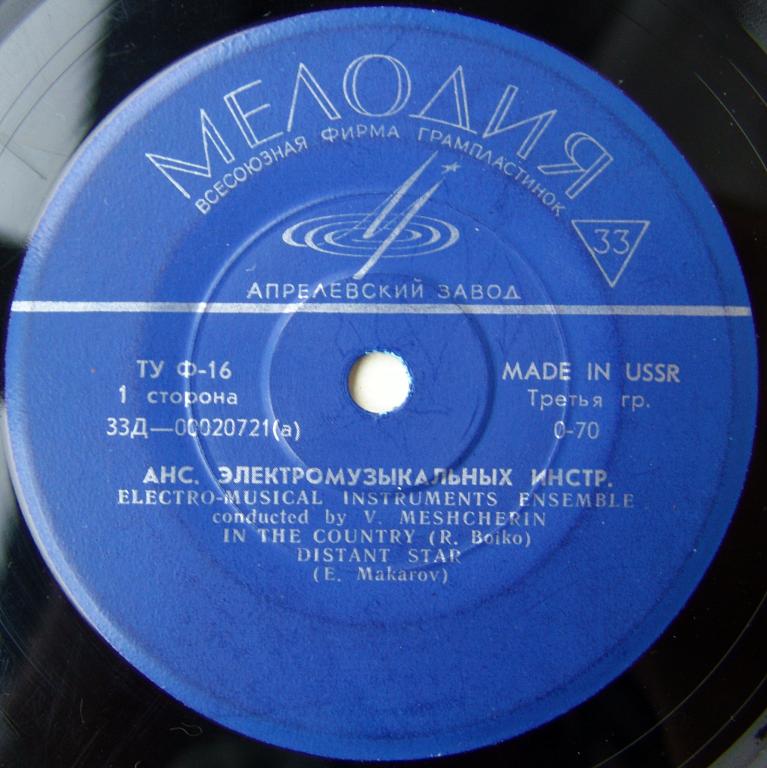 МЕЛОДИЯ
ВСЕСОЮЗНАЯ ФИРМА ГРАМПЛАСТИНОК
33
АПРЕЛЕВСКИЙ ЗАВОД
ТУ Ф-16
MADE IN USSR
1 сторона
Третья гр.
33Д—00020721(а)
0-70
АНС. ЭЛЕКТРОМУЗЫКАЛЬНЫХ ИНСТР.
ELECTRO-MUSICAL INSTRUMENTS ENSEMBLE
conducted by V. MESHCHERIN
IN THE COUNTRY (R. Boiko)
DISTANT STAR
(E. Makarov)